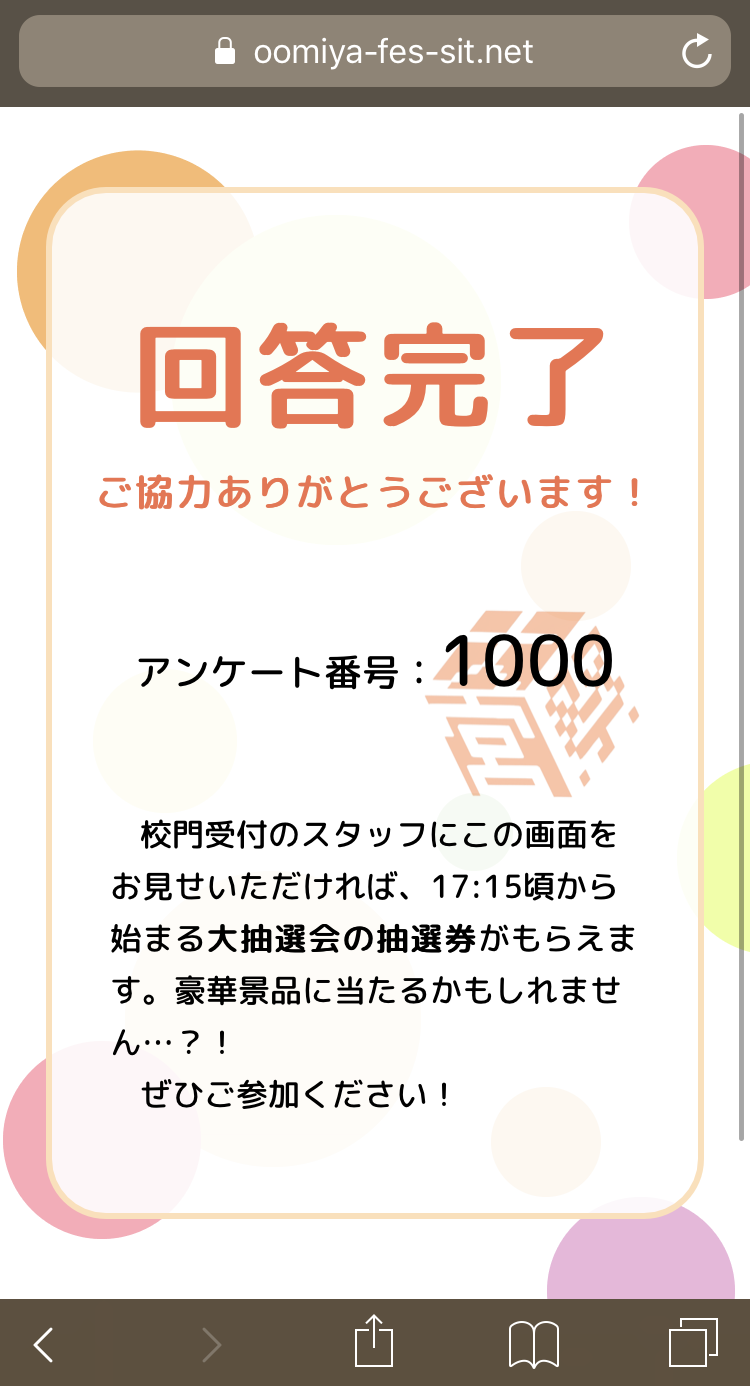 oomiya-fes-sit.net
回答完了
ご協力ありがとうございます！
アンケート番号：1000
校門受付のスタッフにこの画面を
お見せいただければ、17:15頃から
始まる大抽選会の抽選券がもらえま
す。豪華景品に当たるかもしれませ
ん…？！
ぜひご参加ください！